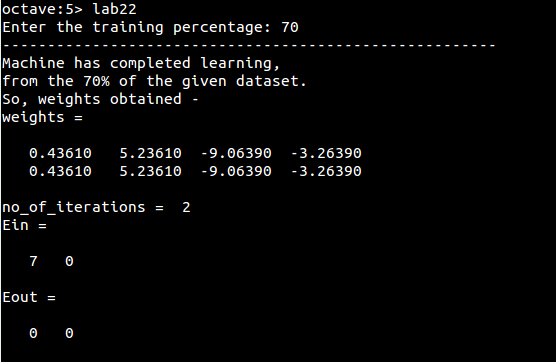 octave:5> lab22
Enter the training percentage: 70
-------------------------------------------------------
Machine has completed learning,
from the 70% of the given dataset.
So, weights obtained -
weights =
0.43610 5.23610 -9.06390 -3.26390
0.43610 5.23610 -9.06390 -3.26390
no_of_iterations = 2
Ein =
7 0
Eout =
0 0